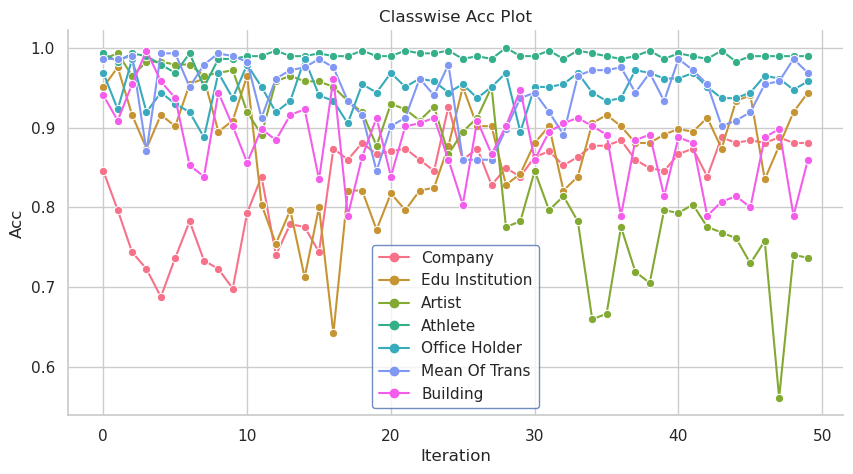 Classwise Acc Plot
1.0
0.9
0.8
0.7
0.6
Acc
Company
Edu Institution
Artist
Athlete
Office Holder
Mean Of Trans
Building
0 10 20 30 40 50
Iteration